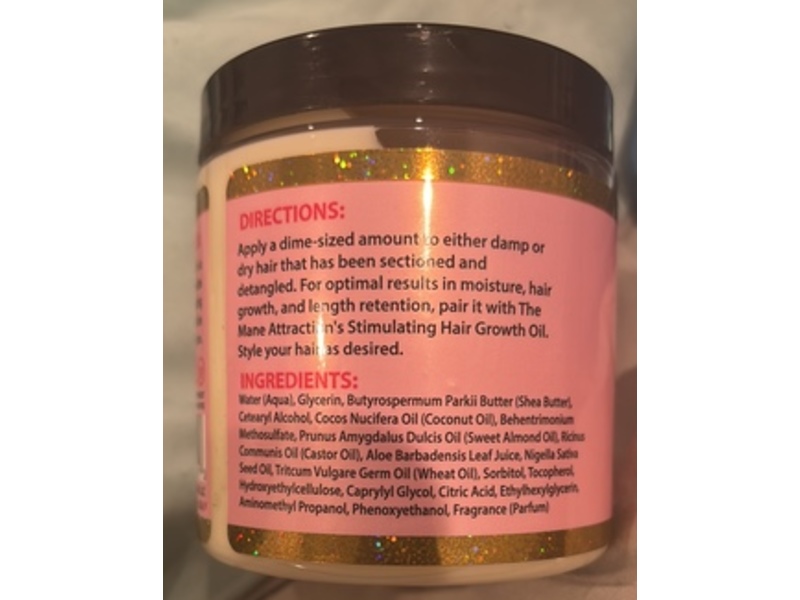 DIRECTIONS:
Apply a dime-sized amount to either damp or
dry hair that has been sectioned and
detangled. For optimal results in moisture, hair
growth, and length retention, pair it with The
Mane Attraction's Stimulating Hair Growth Oil.
Style your hair as desired.
INGREDIENTS:
Water (Aqua), Glycerin, Butyrospermum Parkii Butter (Shea Butter),
Cetearyl Alcohol, Cocos Nucifera Oil (Coconut Oil), Behentrimonium
Methosulfate, Prunus Amygdalus Dulcis Oil (Sweet Almond Oil), Ricinus
Communis Oil (Castor Oil), Aloe Barbadensis Leaf Juice, Nigella Sativa
Seed Oil, Tritcum Vulgare Germ Oil (Wheat Oil), Sorbitol, Tocopherol,
Hydroxyethylcellulose, Caprylyl Glycol, Citric Acid, Ethylhexylglycerin,
Aminomethyl Propanol, Phenoxyethanol, Fragrance (Parfum)